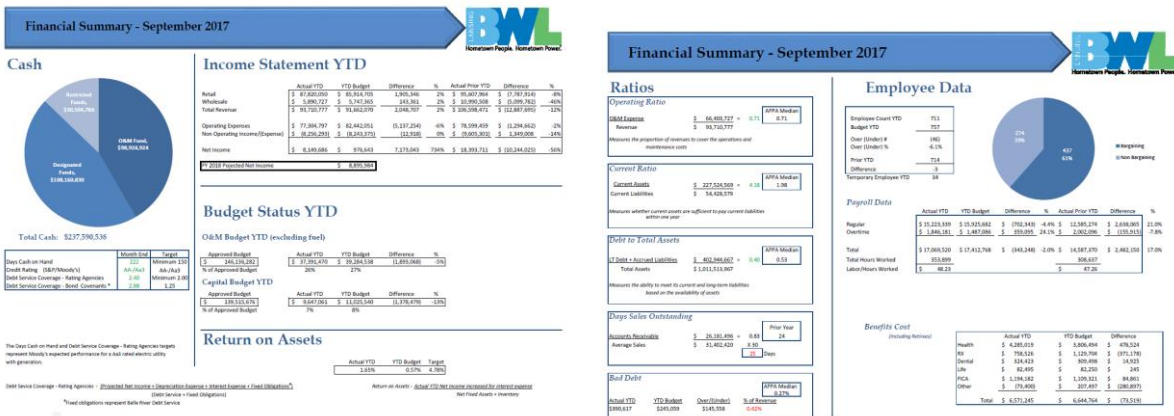 Financial Summary - September 2017
BWL
Hometown People. Hometown Power.
Cash
Restricted Funds,
O&M Fund, $98,924,924
Designated Funds, $108,160,839
Total Cash: $237,590,536
Month End Target
Days Cash on Hand 222 Minimum 150
Credit Rating (S&P/Moody's) AA-/Aa3 AA-/Aa3
Debt Service Coverage - Rating Agencies 2.40 Minimum 2.00
Debt Service Coverage - Bond Covenants * 2.88 1.25
The Days Cash on Hand and Debt Service Coverage - Rating Agencies targets
represent Moody's expected performance for a Aa3 rated electric utility
with generation.
Income Statement YTD
Actual YTD YTD Budget Difference % Actual Prior YTD Difference %
Retail $ 87,820,050 $ 85,914,705 1,905,346 2% $ 95,607,964 $ (7,787,914) -8%
Wholesale $ 5,890,727 $ 5,747,365 143,361 2% $ 10,990,508 $ (5,099,782) -46%
Total Revenue $ 93,710,777 $ 91,662,070 2,048,707 2% $ 106,598,472 $ (12,887,695) -12%
Operating Expenses $ 77,304,797 $ 82,442,051 (5,137,254) -6% $ 78,599,459 $ (1,294,662) -2%
Non Operating Income/(Expense) $ (8,256,293) $ (8,243,375) (12,918) 0% $ (9,605,301) $ 1,349,008 -14%
Net Income $ 8,149,686 $ 976,643 7,173,043 734% $ 18,393,711 $ (10,244,025) -56%
FY 2018 Pojected Net Income $ 8,895,984
Budget Status YTD
O&M Budget YTD (excluding fuel)
Approved Budget Actual YTD YTD Budget Difference %
$ 146,136,282 $ 37,391,470 $ 39,284,538 (1,893,068) -5%
% of Approved Budget 26% 27%
Capital Budget YTD
Approved Budget Actual YTD YTD Budget Difference %
$ 139,515,676 $ 9,647,061 $ 11,025,540 (1,378,479) -13%
% of Approved Budget 7% 8%
Return on Assets
Actual YTD YTD Budget Target
1.65% 0.57% 4.78%
Debt Service Coverage - Rating Agencies - (Projected Net Income + Depreciation Expense + Interest Expense + Fixed Obligations
(Debt Service + Fixed Obligations)
Fixed obligations represent Belle River Debt Service
Return on Assets - Actual YTD Net Income increased for interest expense
Net Fixed Assets + Inventory
Financial Summary - September 2017
BWL
Hometown People. Hometown Power.
Ratios
Operating Ratio
APPA Median
O&M Expense $ 66,400,727 = 0.71 0.71
Revenue $ 93,710,777
Measures the proportion of revenues to cover the operations and
maintenance costs
Current Ratio
APPA Median
Current Assets $ 227,524,569 = 4.18 1.98
Current Liabilities $ 54,428,579
Measures whether current assets are sufficient to pay current liabilities
within one year
Debt to Total Assets
APPA Median
LT Debt + Accrued Liabilities $ 402,944,667 = 0.40 0.53
Total Assets $ 1,011,513,967
Measures the ability to meet its current and long-term liabilities
based on the availability of assets
Days Sales Outstanding
Prior Year
Accounts Receivable $ 26,181,496 = 0.83 24
Average Sales $ 31,402,420 X 30
25 Days
Bad Debt
APPA Median
0.27%
Actual YTD YTD Budget Over/(Under) % of Revenue
$390,617 $245,059 $145,558 0.42%
Employee Data
Employee Count YTD 711
Budget YTD 757
Over (Under) # (46)
Over (Under) % -6.1%
Prior YTD 714
Difference -3
Temporary Employee YTD 34
274 39%
437 61%
Bargaining
Non Bargaining
Payroll Data
Actual YTD YTD Budget Difference % Actual Prior YTD Difference %
Regular $ 15,223,339 $ 15,925,682 $ (702,343) -4.4% $ 12,585,274 $ 2,638,065 21.0%
Overtime $ 1,846,181 $ 1,487,086 $ 359,095 24.1% $ 2,002,096 $ (155,915) -7.8%
Total $ 17,069,520 $ 17,412,768 $ (343,248) -2.0% $ 14,587,370 $ 2,482,150 17.0%
Total Hours Worked 353,899 308,637
Labor/Hours Worked $ 48.23 $ 47.26
Benefits Cost
(Including Retirees)
Actual YTD YTD Budget Difference
Health $ 4,285,019 $ 3,806,494 $ 478,524
RX $ 758,526 $ 1,129,704 $ (371,178)
Dental $ 324,423 $ 309,498 $ 14,925
Life $ 82,495 $ 82,250 $ 245
FICA $ 1,194,182 $ 1,109,321 $ 84,861
Other $ (73,400) $ 207,497 $ (280,897)
Total $ 6,571,245 $ 6,644,764 $ (73,519)